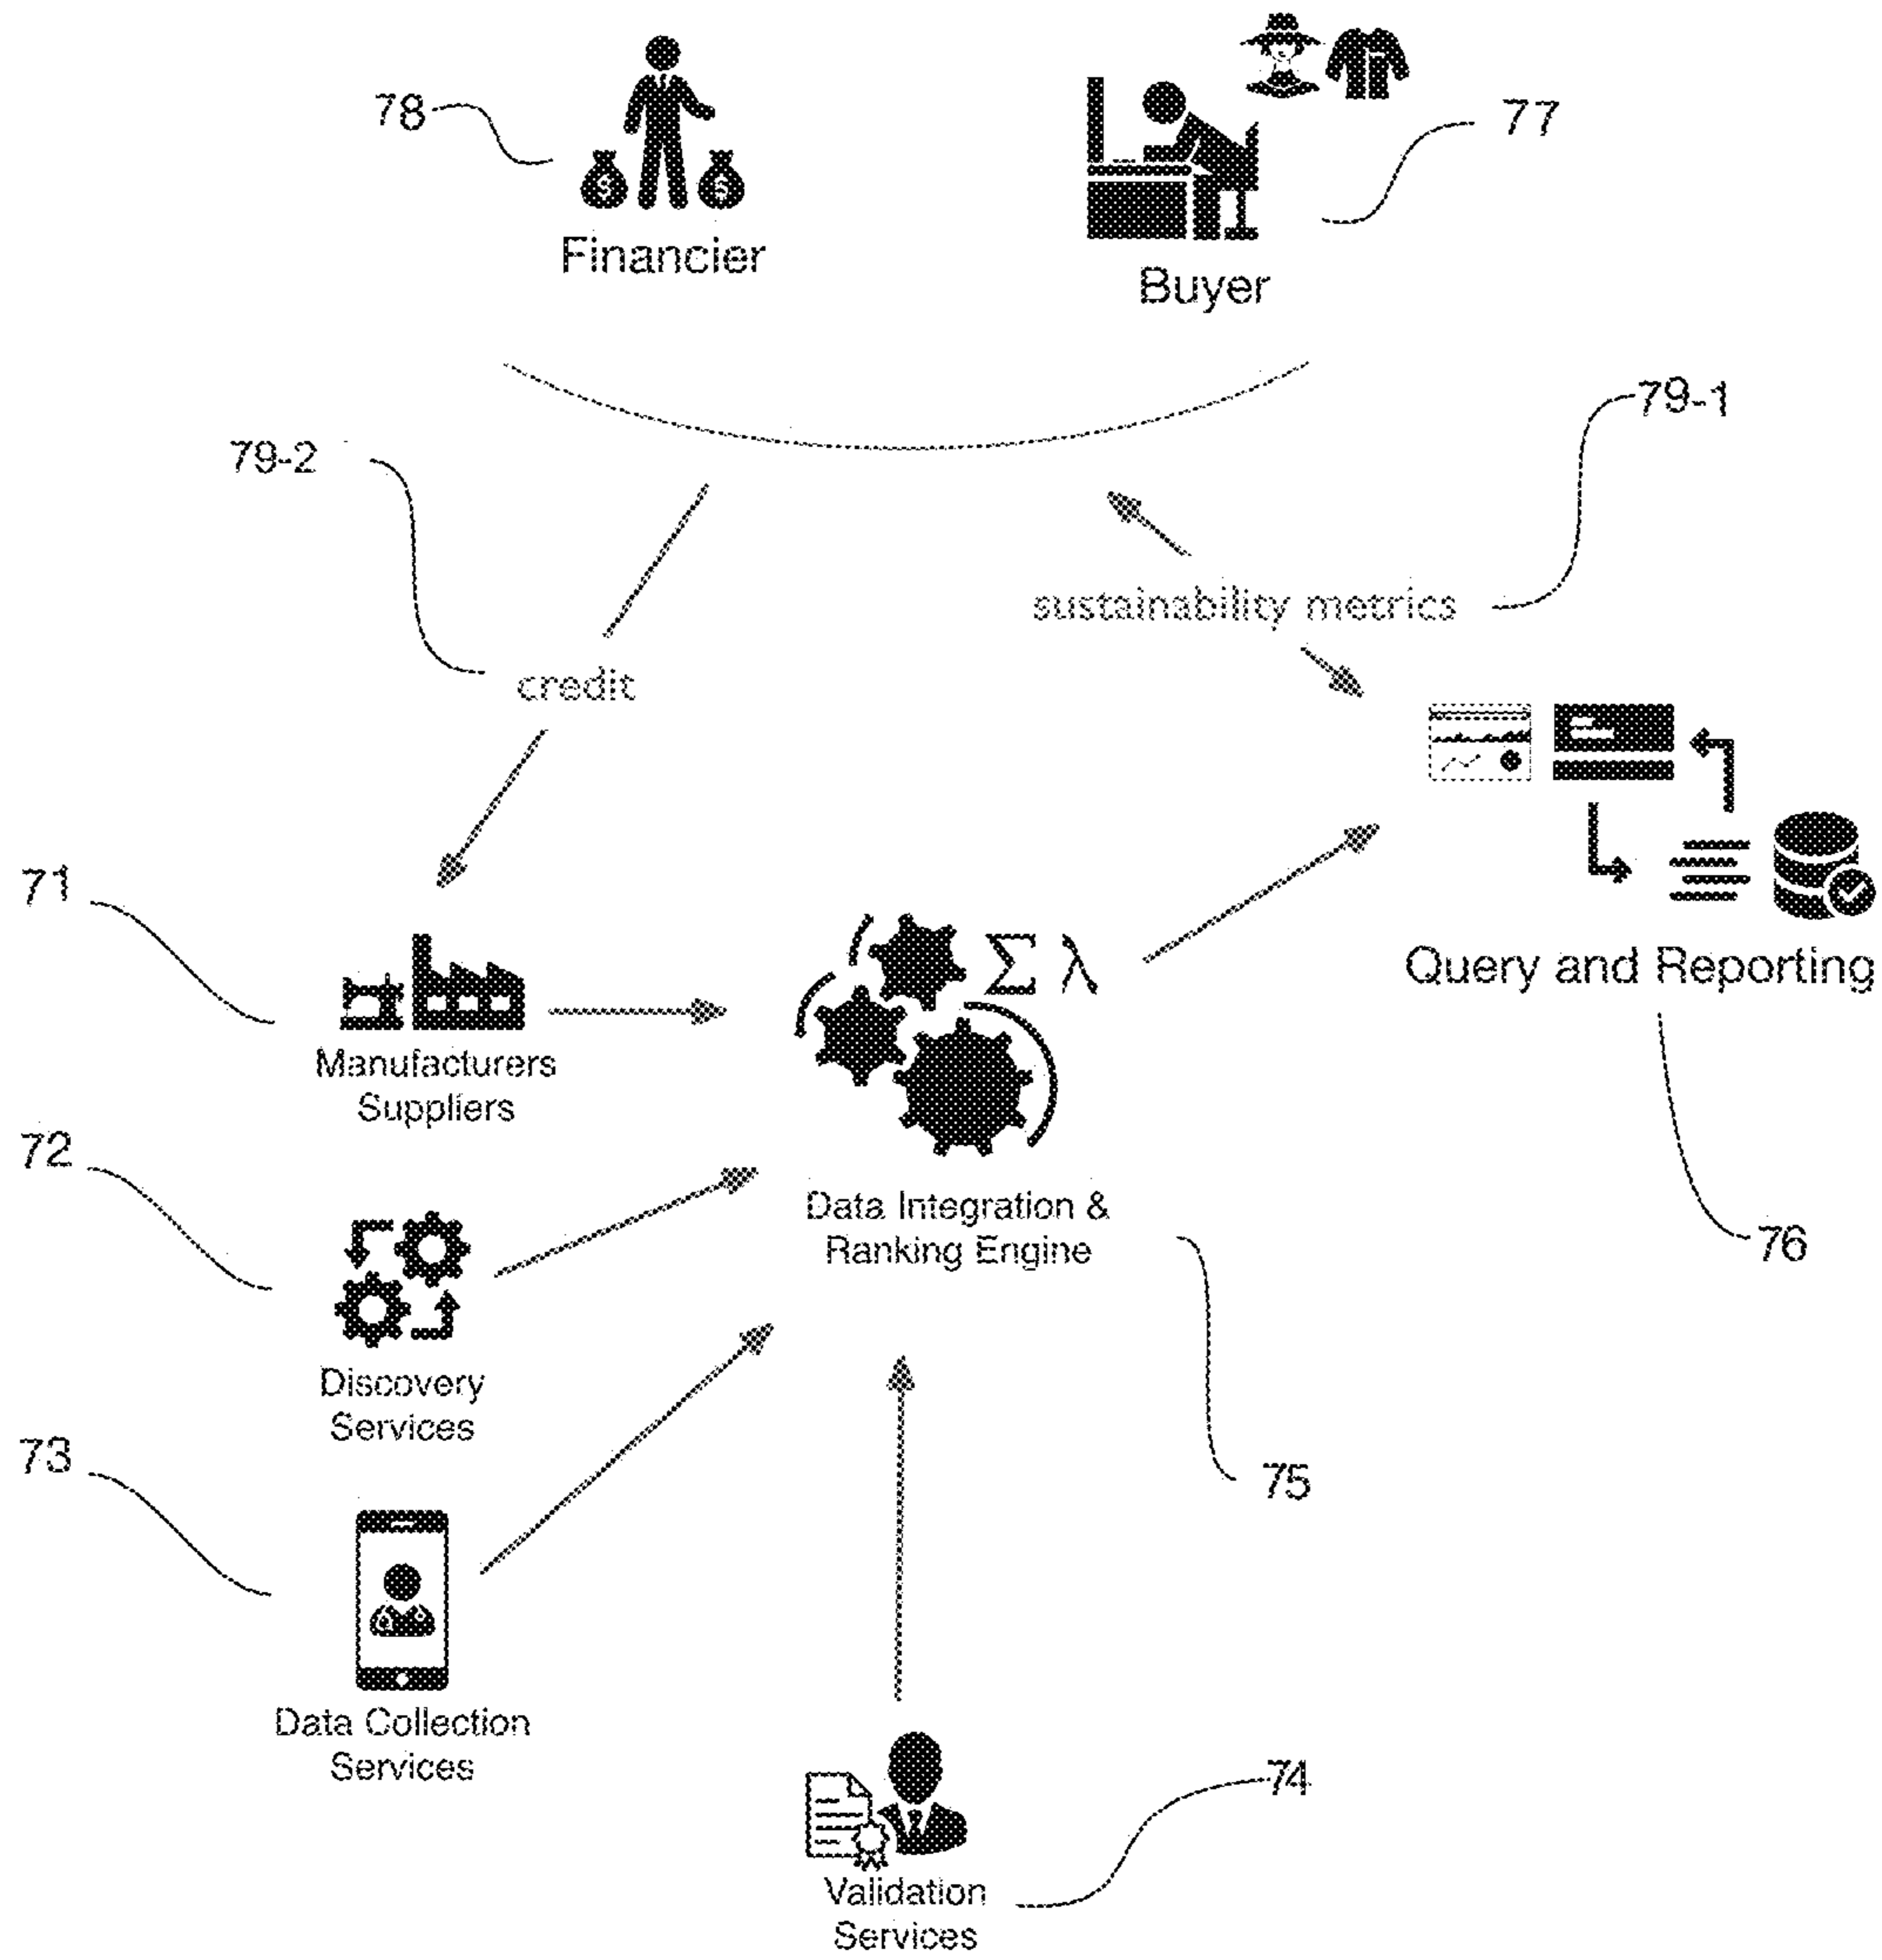 78
77
$ $
Financier
Buyer
79-1
79-2
sustainability metrics
credit
71
Σ λ
Query and Reporting
Manufacturers
Suppliers
72
Data Integration &
Ranking Engine
76
Discovery
Services
73
75
Data Collection
Services
74
Validation
Services